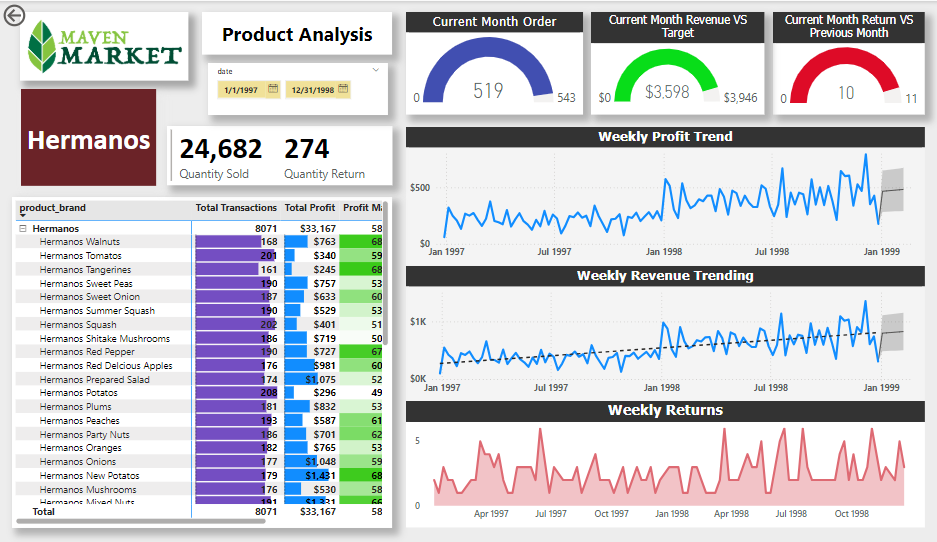 MAVEN
MARKET
Product Analysis
date
1/1/1997
12/31/1998
Hermanos
24,682
Quantity Sold
274
Quantity Return
Current Month Order
0
519
543
Current Month Revenue VS
Target
$0
$3,598
$3,946
Current Month Return VS
Previous Month
0
10
11
product_brand Total Transactions Total Profit Profit Ma
Hermanos 8071 $33,167 58
Hermanos Walnuts 168 $763 68
Hermanos Tomatos 201 $340 59
Hermanos Tangerines 161 $245 68
Hermanos Sweet Peas 190 $757 53
Hermanos Sweet Onion 187 $633 60
Hermanos Summer Squash 190 $529 53
Hermanos Squash 202 $401 51
Hermanos Shitake Mushrooms 186 $719 50
Hermanos Red Pepper 190 $727 67
Hermanos Red Delcious Apples 176 $981 60
Hermanos Prepared Salad 174 $1,075 52
Hermanos Potatos 208 $296 49
Hermanos Plums 181 $832 53
Hermanos Peaches 193 $587 61
Hermanos Party Nuts 186 $701 62
Hermanos Oranges 182 $765 53
Hermanos Onions 177 $1,048 59
Hermanos New Potatos 179 $1,431 68
Hermanos Mushrooms 176 $530 58
Hermanos Mixed Nuts 191 $1,331 66
Total 8071 $33,167 58
Weekly Profit Trend
$500
$0
Jan 1997 Jul 1997 Jan 1998 Jul 1998 Jan 1999
Weekly Revenue Trending
$1K
$0K
Jan 1997 Jul 1997 Jan 1998 Jul 1998 Jan 1999
Weekly Returns
5
0
Apr 1997 Jul 1997 Oct 1997 Jan 1998 Apr 1998 Jul 1998 Oct 1998